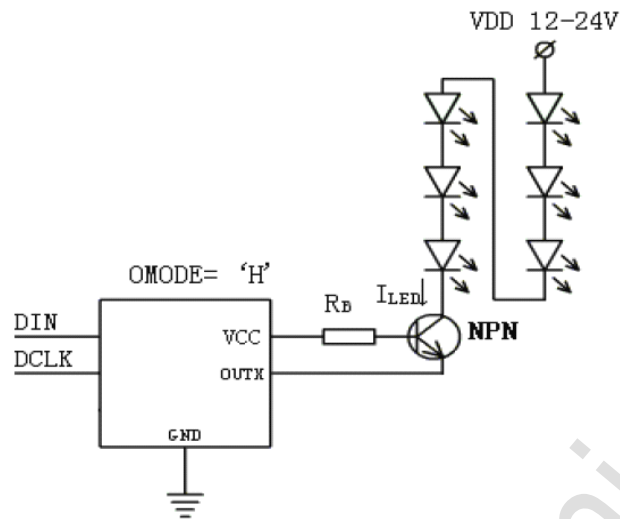 VDD 12-24V
OMODE= ‘H’
RB
ILED
NPN
DIN
DCLK
VCC
OUTX
GND